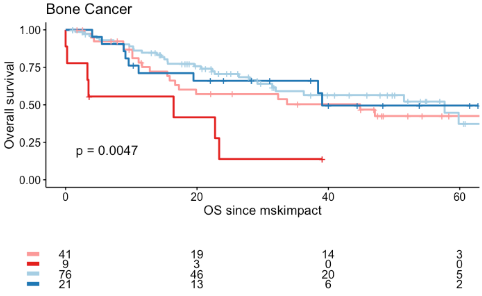 Bone Cancer
1.00
0.75
0.50
0.25
0.00
Overall survival
p = 0.0047
0 20 40 60
OS since mskimpact
41 19 14 3
9 3 0 0
76 46 20 5
21 13 6 2